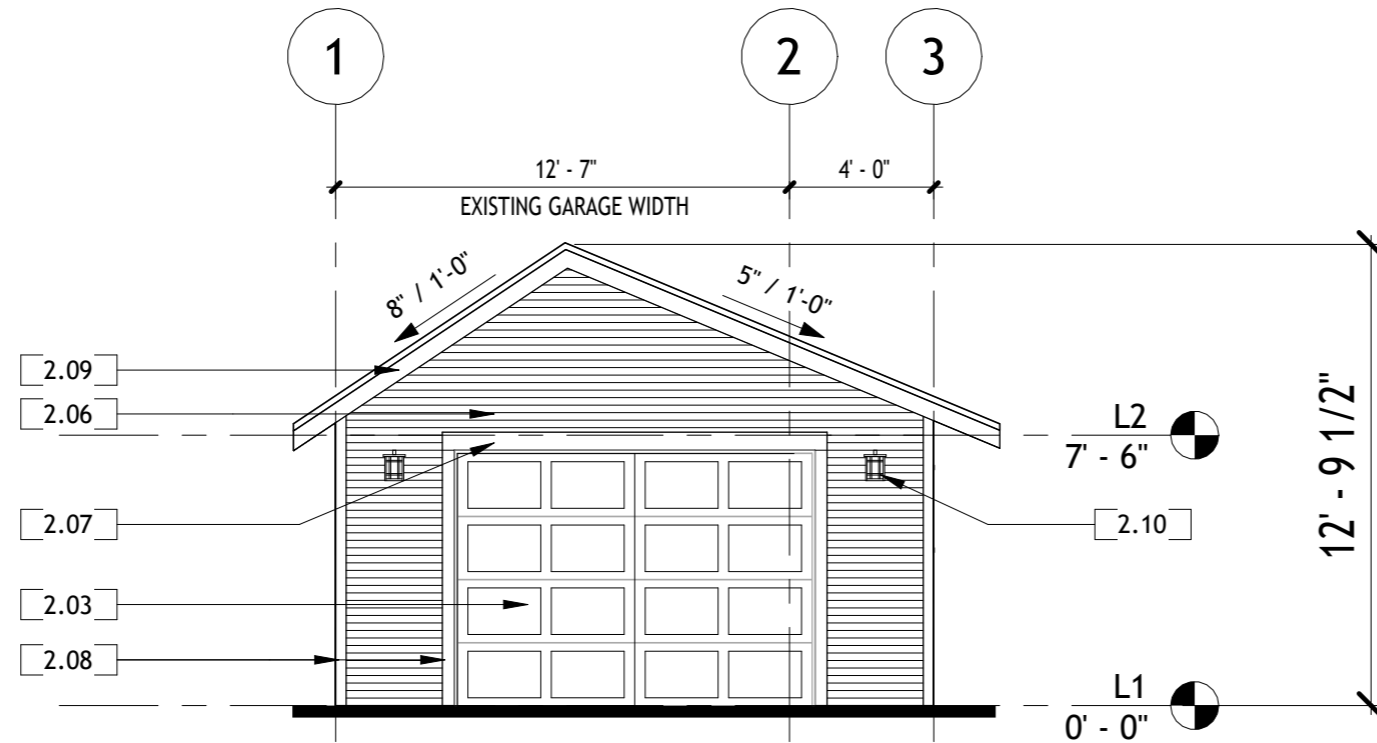 1
2
3
12' - 7"
4' - 0"
EXISTING GARAGE WIDTH
8" / 1'-0"
5" / 1'-0"
2.09
2.06
L2
7' - 6"
12' - 9 1/2"
2.07
2.10
2.03
2.08
L1
0' - 0"